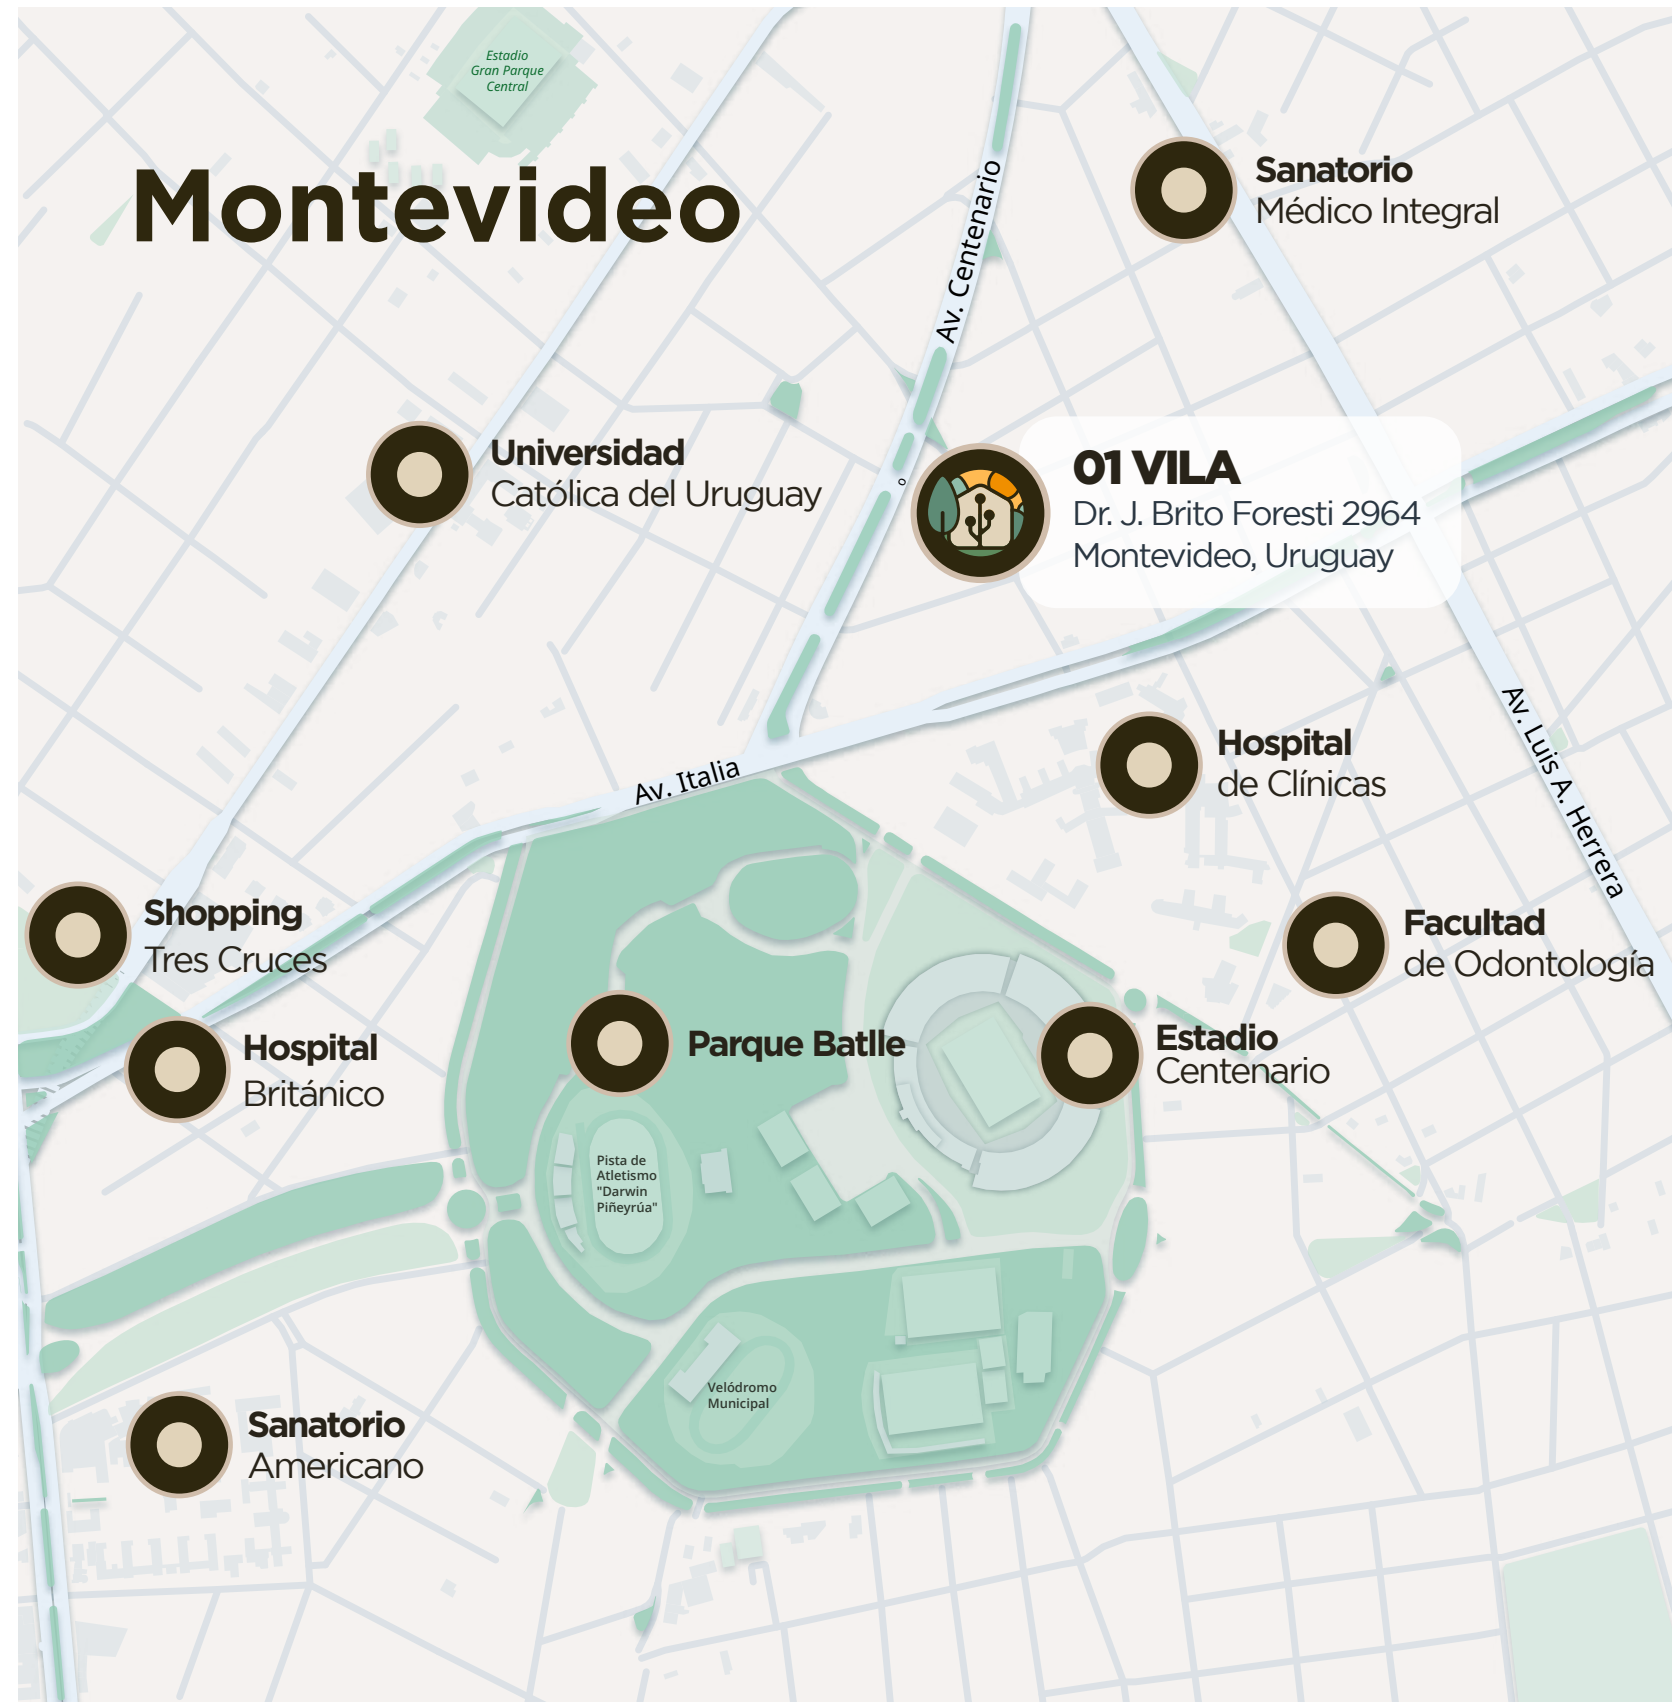 Estadio
Gran Parque
Central
Montevideo
Av. Centenario
Sanatorio
Médico Integral
Universidad
Católica del Uruguay
01 VILA
Dr. J. Brito Foresti 2964
Montevideo, Uruguay
Av. Italia
Hospital
de Clínicas
Av. Luis A. Herrera
Shopping
Tres Cruces
Facultad
de Odontología
Hospital
Británico
Parque Batlle
Estadio
Centenario
Pista de
Atletismo
"Darwin
Piñeyrúa"
Velódromo
Municipal
Sanatorio
Americano